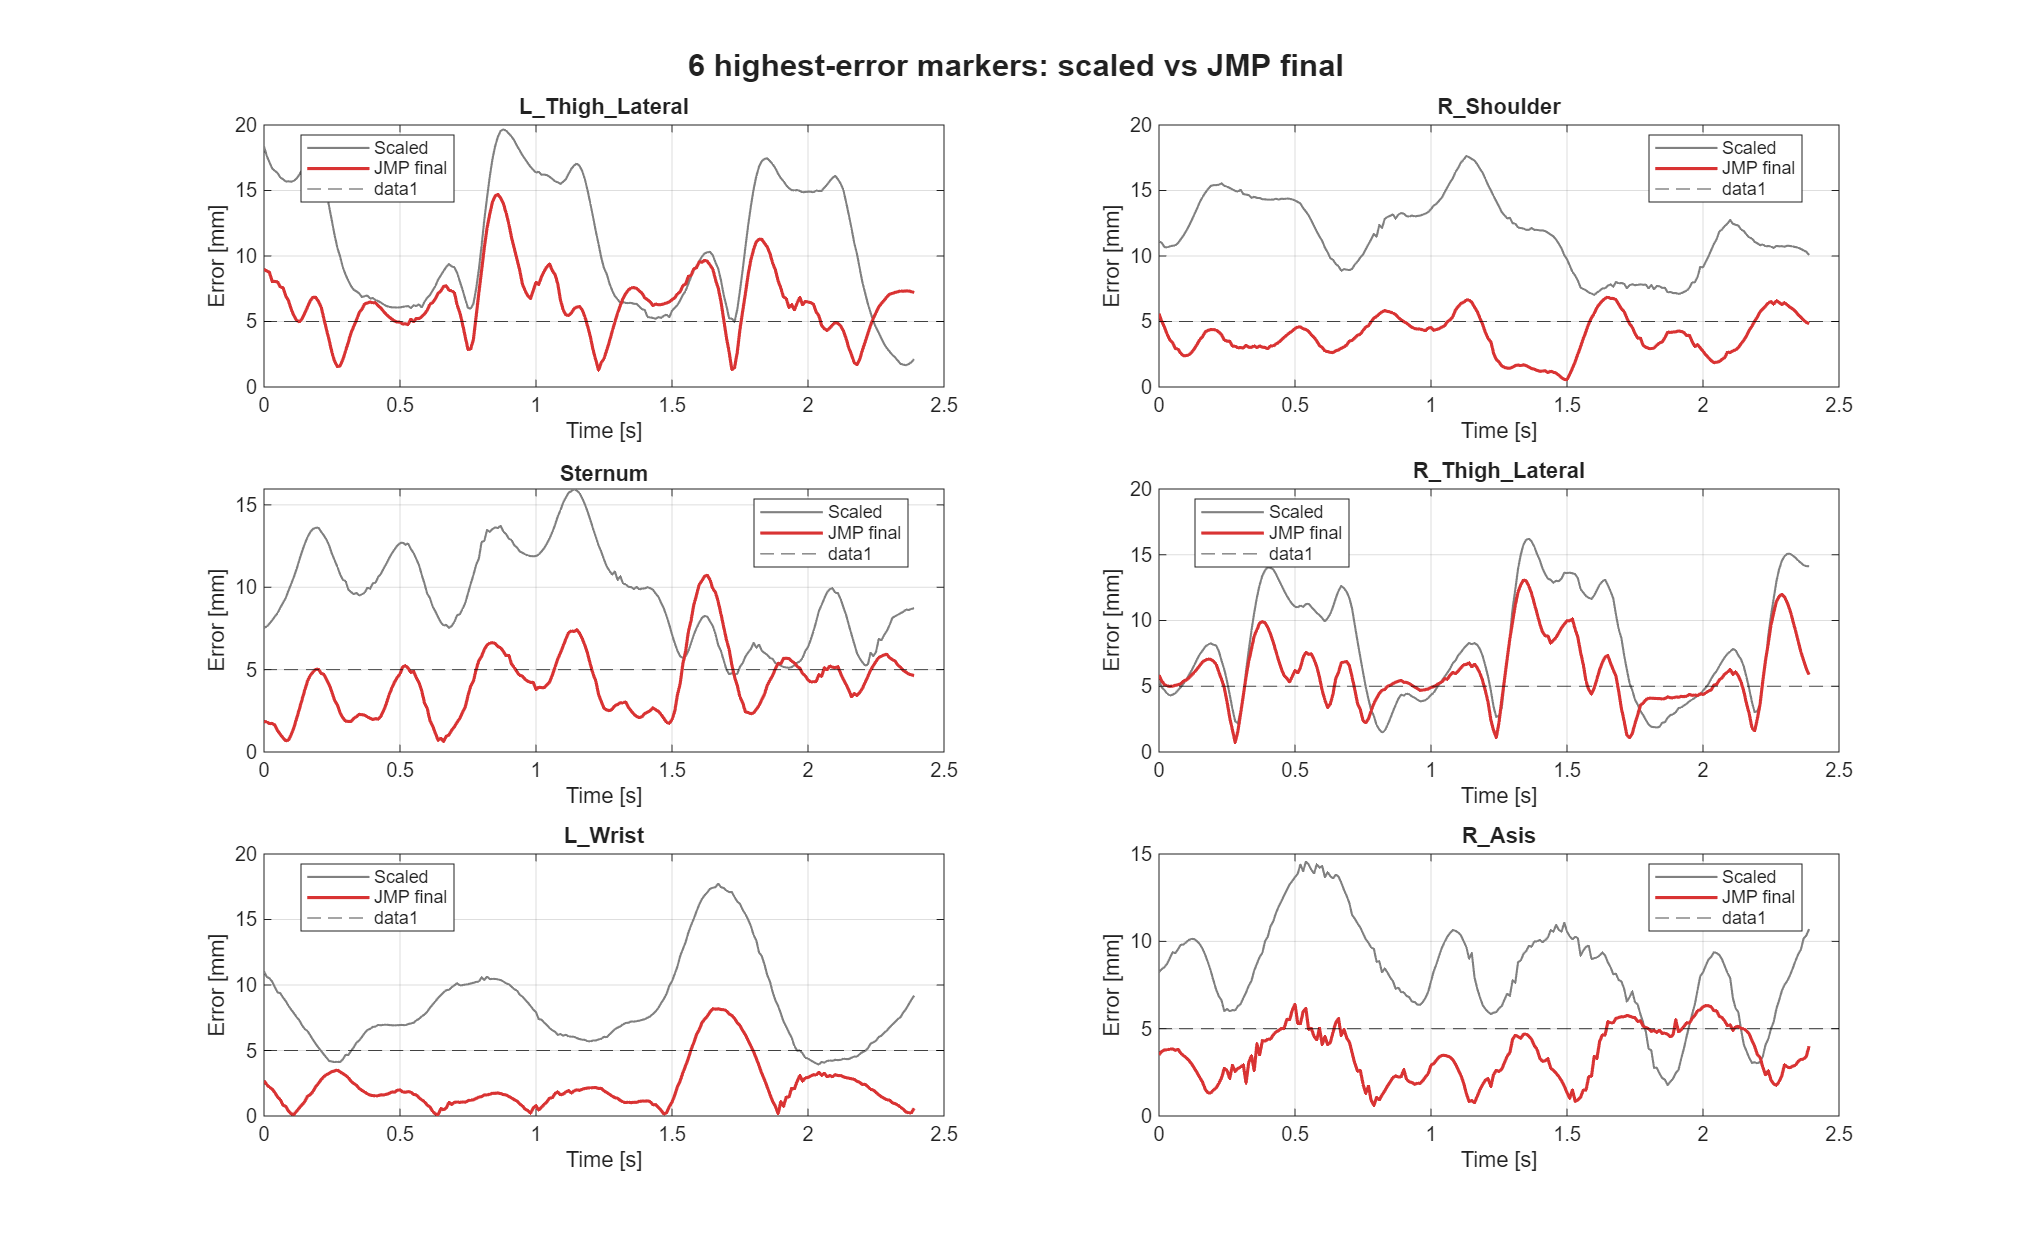 6 highest-error markers: scaled vs JMP final
L_Thigh_Lateral
Error [mm]
20
15
10
5
0
Scaled
JMP final
data1
0 0.5 1 1.5 2 2.5
Time [s]
R_Shoulder
Error [mm]
20
15
10
5
0
Scaled
JMP final
data1
0 0.5 1 1.5 2 2.5
Time [s]
Sternum
Error [mm]
15
10
5
0
Scaled
JMP final
data1
0 0.5 1 1.5 2 2.5
Time [s]
R_Thigh_Lateral
Error [mm]
20
15
10
5
0
Scaled
JMP final
data1
0 0.5 1 1.5 2 2.5
Time [s]
L_Wrist
Error [mm]
20
15
10
5
0
Scaled
JMP final
data1
0 0.5 1 1.5 2 2.5
Time [s]
R_Asis
Error [mm]
15
10
5
0
Scaled
JMP final
data1
0 0.5 1 1.5 2 2.5
Time [s]